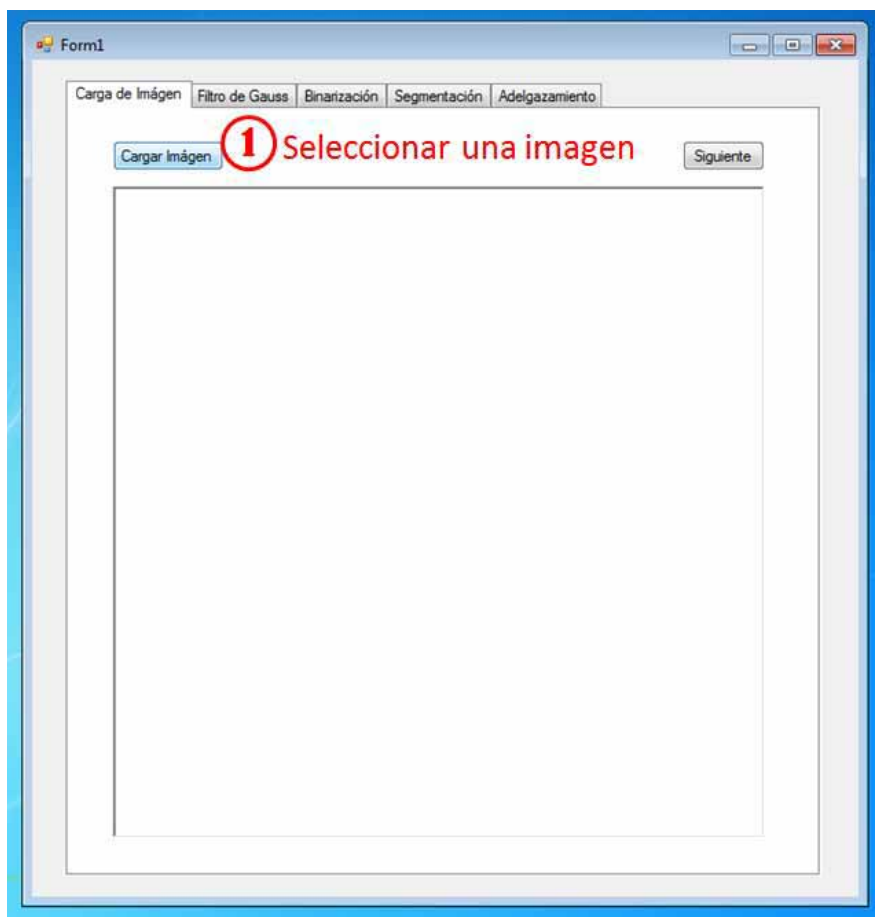 Form1
Carga de Imágen Filtro de Gauss Binarización Segmentación Adelgazamiento
Cargar Imágen 1 Seleccionar una imagen Siguiente